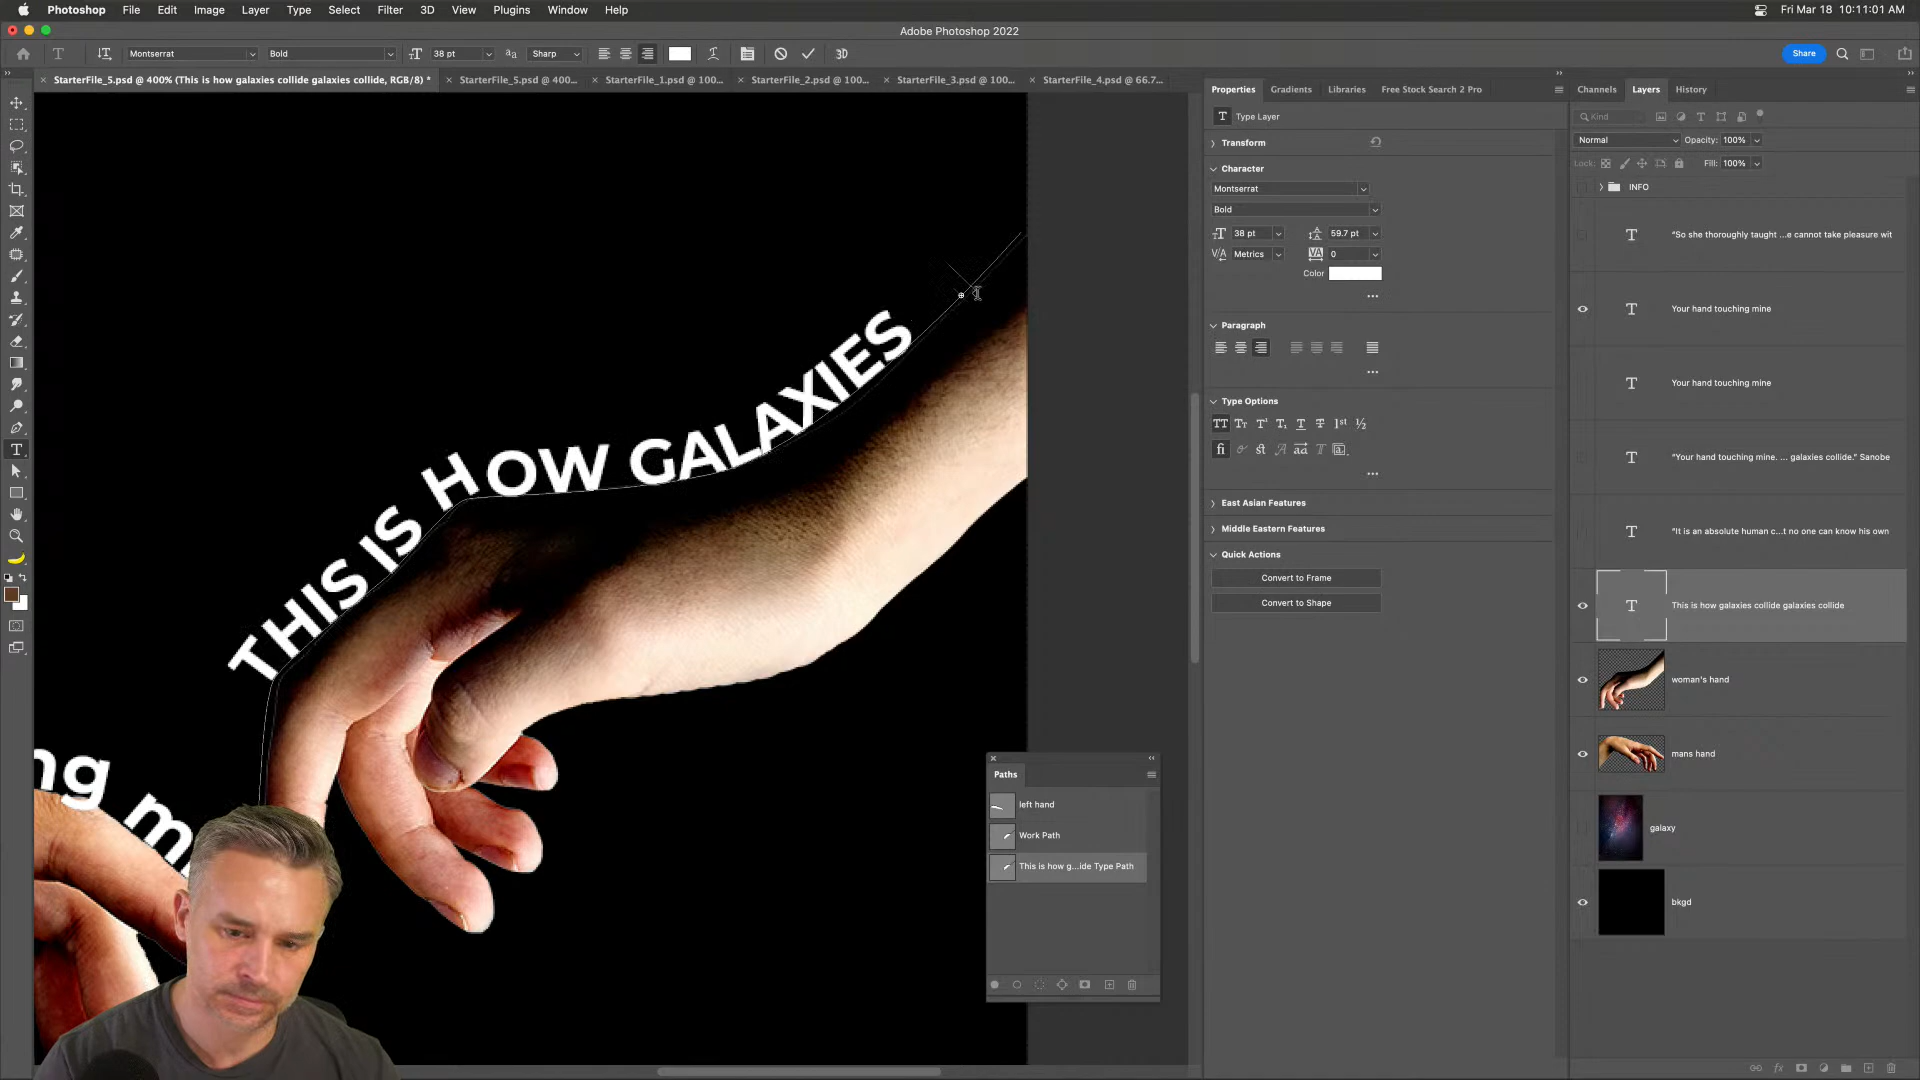 Photoshop File Edit Image Layer Type Select Filter 3D View Plugins Window Help Fri Mar 18 10:11:01 AM
Adobe Photoshop 2022
Montserrat Bold 38 pt Sharp 3D Share
StarterFile_5.psd @ 400% (This is how galaxies collide galaxies collide, RGB/8) * StarterFile_5.psd @ 400... StarterFile_1.psd @ 100... StarterFile_2.psd @ 100... StarterFile_3.psd @ 100... StarterFile_4.psd @ 66.7...
THIS IS HOW GALAXIES
ng mi
Paths
left hand
Work Path
This is how g...ide Type Path
Properties Gradients Libraries Free Stock Search 2 Pro
Type Layer
Transform
Character
Montserrat
Bold
38 pt 59.7 pt
Metrics 0
Color
Paragraph
Type Options
East Asian Features
Middle Eastern Features
Quick Actions
Convert to Frame
Convert to Shape
Channels Layers History
Kind
Normal Opacity: 100%
Lock: Fill: 100%
INFO
"So she thoroughly taught ...e cannot take pleasure wit
Your hand touching mine
Your hand touching mine
"Your hand touching mine. ... galaxies collide." Sanobe
"It is an absolute human c...t no one can know his own
This is how galaxies collide galaxies collide
woman's hand
mans hand
galaxy
bkgd